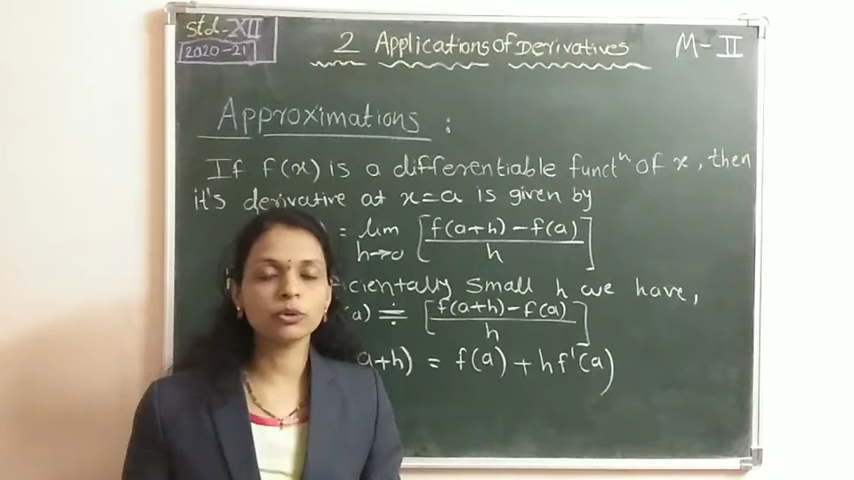 Std-XII
2020-21
2 Applications of Derivatives
M-II
Approximations :
If f(x) is a differentiable functⁿ of x, then
it's derivative at x=a is given by
= lim h→0 [f(a+h)-f(a)/h]
small h we have,
(a) ≑ [f(a+h)-f(a)/h]
a+h) = f(a)+hf'(a)